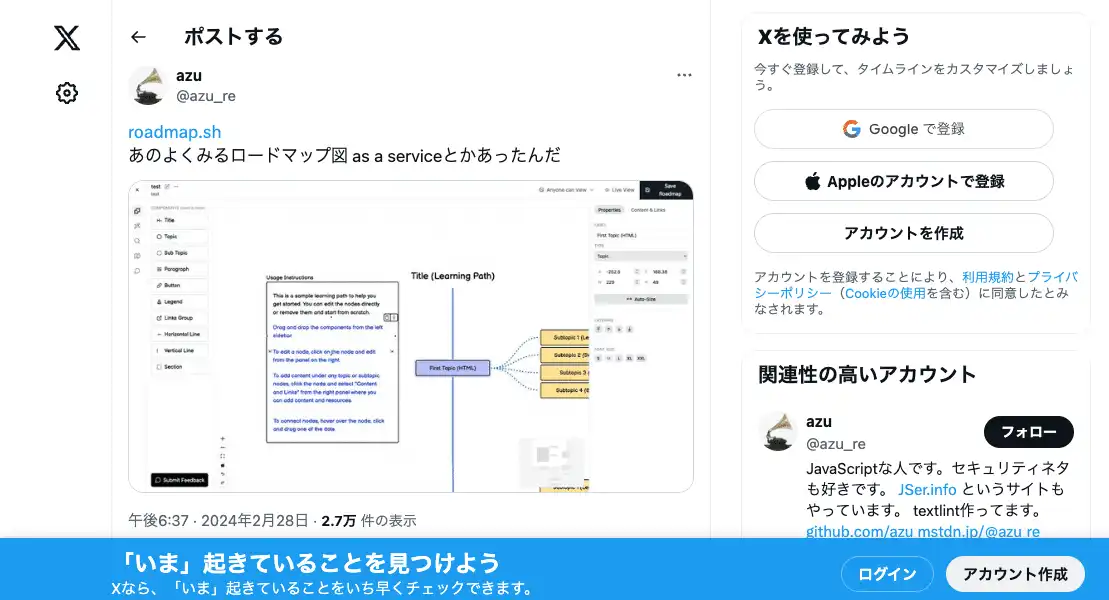 ポストする
azu
@azu_re
roadmap.sh
あのよくみるロードマップ図 as a serviceとかあったんだ
test
test
Anyone can View
Live View
Save Roadmap
COMPONENTS
Title
Topic
Sub Topic
Paragraph
Button
Legend
Links Group
Horizontal Line
Vertical Line
Section
Submit Feedback
Usage Instructions
This is a sample learning path to help you
get started. You can edit the nodes directly
or remove them and start from scratch.
Drag and drop the components from the left
sidebar
To edit a node, click on the node and edit
from the panel on the right.
To add content under any topic or subtopic
nodes, click the node and select "Content
and Links" from the right panel where you
can add content and resources.
To connect nodes, hover over the node, click
and drag one of the dots.
Title (Learning Path)
First Topic (HTML)
Subtopic 1 (Le
Subtopic 2 (S
Subtopic 3
Subtopic 4 (
Properties
Content & Links
LABEL
First Topic (HTML)
TYPE
Topic
Auto-Size
FONT SIZE
S M L XL XXL
午後6:37 · 2024年2月28日 · 2.7万 件の表示
Xを使ってみよう
今すぐ登録して、タイムラインをカスタマイズしましょ
う。
Google で登録
Appleのアカウントで登録
アカウントを作成
アカウントを登録することにより、利用規約とプライバ
シーポリシー（Cookieの使用を含む）に同意したとみ
なされます。
関連性の高いアカウント
azu
@azu_re
フォロー
JavaScriptな人です。セキュリティネタ
も好きです。 JSer.info というサイトも
やっています。 textlint作ってます。
github.com/azu mstdn.jp/@azu_re
「いま」起きていることを見つけよう
Xなら、「いま」起きていることをいち早くチェックできます。
ログイン
アカウント作成